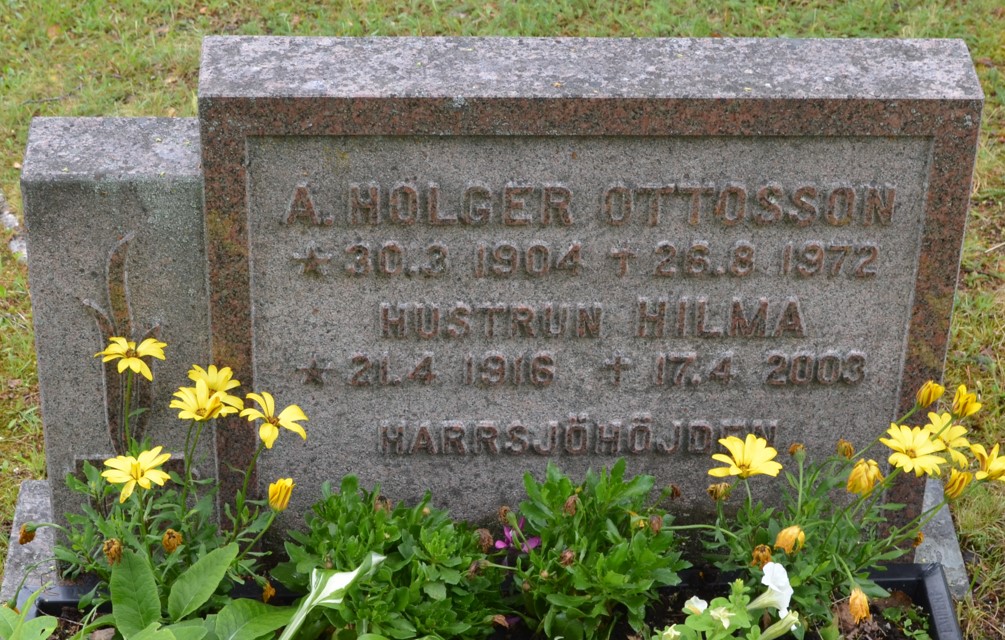 A. HOLGER OTTOSSON
★ 30.3 1904 † 26.8 1972
HUSTRUN HILMA
★ 21.4 1916 † 17.4 2003
HARRSJÖHÖJDEN